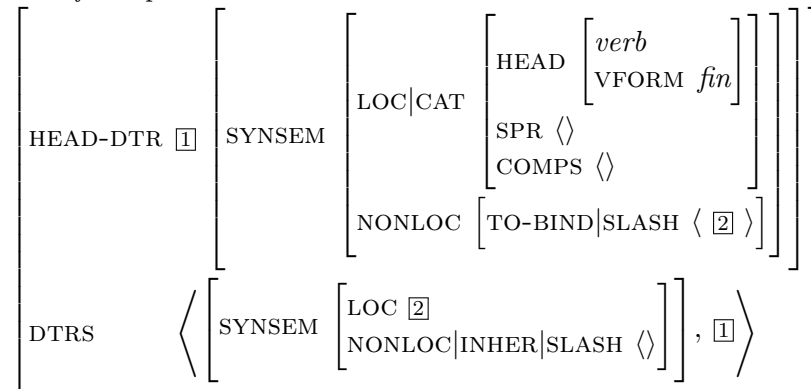 HEAD [verb
VFORM fin]
LOC|CAT
HEAD-DTR 1 SYNSEM
SPR ⟨⟩
COMPS ⟨⟩
NONLOC [TO-BIND|SLASH ⟨ 2 ⟩]
LOC 2
DTRS ⟨[SYNSEM [NONLOC|INHER|SLASH ⟨⟩]], 1⟩